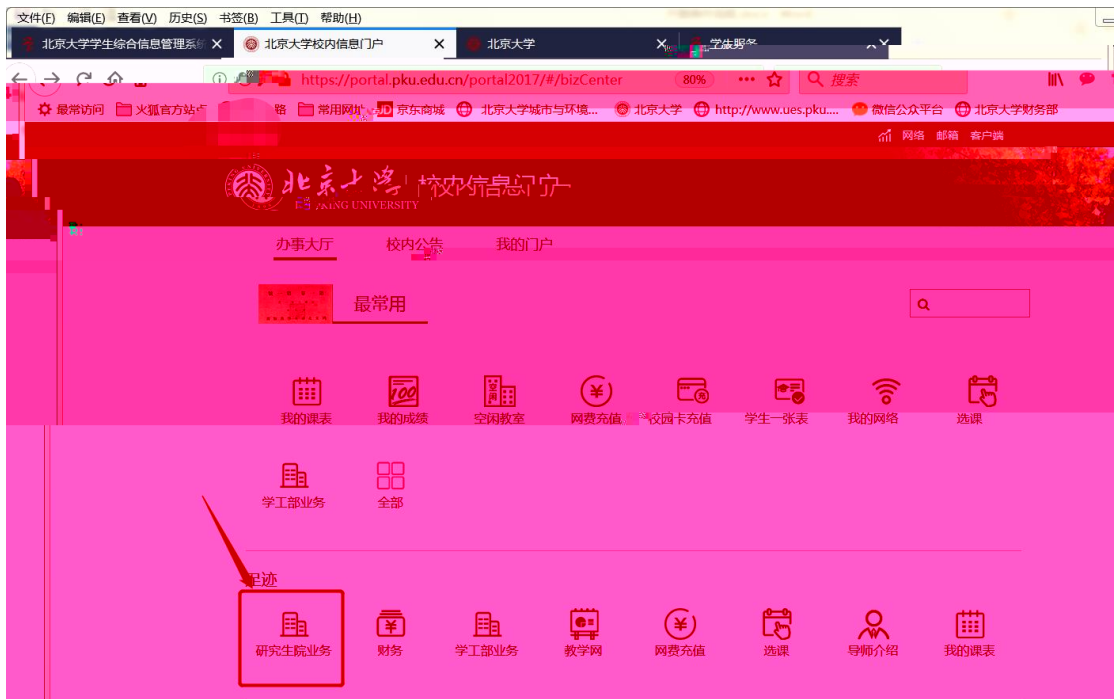 文件(F) 编辑(E) 查看(V) 历史(S) 书签(B) 工具(T) 帮助(H)
北京大学学生综合信息管理系统 × 北京大学校内信息门户 × 北京大学 ×
https://portal.pku.edu.cn/portal2017/#/bizCenter 80% ••• 搜索
最常访问 火狐官方站点 常用网址 JD 京东商城 北京大学城市与环境... 北京大学 http://www.ues.pku.... 微信公众平台 北京大学财务部
网络 邮箱 客户端
北京大学 校内信息门户
UNIVERSITY
办事大厅 校内公告 我的门户
最常用
我的课表 我的成绩 空闲教室 网费充值 校园卡充值 学生一张表 我的网络 选课
学工部业务 全部
足迹
研究生院业务 财务 学工部业务 教学网 网费充值 选课 导师介绍 我的课表